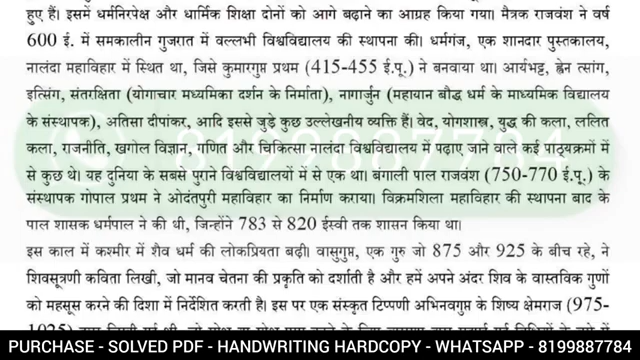 हुए हैं। इसमें धर्मनिरपेक्ष और धार्मिक शिक्षा दोनों को आगे बढ़ाने का आग्रह किया गया। मैत्रक राजवंश ने वर्ष
600 ई. में समकालीन गुजरात में वल्लभी विश्वविद्यालय की स्थापना की। धर्मगंज, एक शानदार पुस्तकालय,
नालंदा महाविहार में स्थित था, जिसे कुमारगुप्त प्रथम (415-455 ई.पू.) ने बनवाया था। आर्यभट्ट, ह्वेन त्सांग,
इत्सिंग, संतरक्षिता (योगाचार मध्यमिका दर्शन के निर्माता), नागार्जुन (महायान बौद्ध धर्म के माध्यमिक विद्यालय
के संस्थापक), अतिसा दीपांकर, आदि इससे जुड़े कुछ उल्लेखनीय व्यक्ति हैं। वेद, योगशास्त्र, युद्ध की कला, ललित
कला, राजनीति, खगोल विज्ञान, गणित और चिकित्सा नालंदा विश्वविद्यालय में पढ़ाए जाने वाले कई पाठ्यक्रमों में
से कुछ थे। यह दुनिया के सबसे पुराने विश्वविद्यालयों में से एक था। बंगाली पाल राजवंश (750-770 ई.पू.) के
संस्थापक गोपाल प्रथम ने ओदंतपुरी महाविहार का निर्माण कराया। विक्रमशिला महाविहार की स्थापना बाद के
पाल शासक धर्मपाल ने की थी, जिन्होंने 783 से 820 ईस्वी तक शासन किया था।
इस काल में कश्मीर में शैव धर्म की लोकप्रियता बढ़ी। वासुगुप्त, एक गुरु जो 875 और 925 के बीच रहे, ने
शिवसूत्रणी कविता लिखी, जो मानव चेतना की प्रकृति को दर्शाती है और हमें अपने अंदर शिव के वास्तविक गुणों
को महसूस करने की दिशा में निर्देशित करती है। इस पर एक संस्कृत टिप्पणी अभिनवगुप्त के शिष्य क्षेमराज (975-
PURCHASE - SOLVED PDF - HANDWRITING HARDCOPY - WHATSAPP - 8199887784